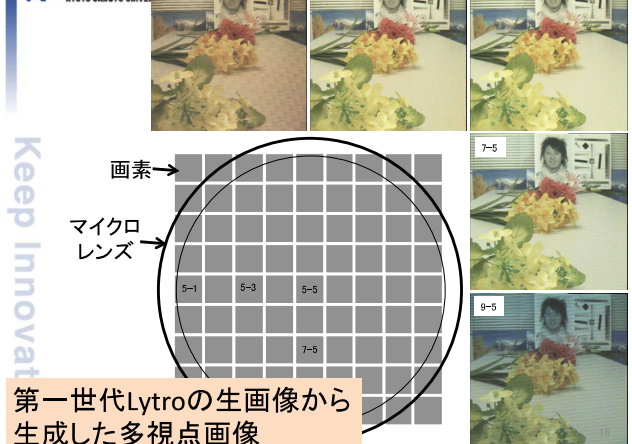 Keep Innovat
画素
マイクロ
レンズ
5-1
5-3
5-5
7-5
7-5
9-5
第一世代Lytroの生画像から
生成した多視点画像
16